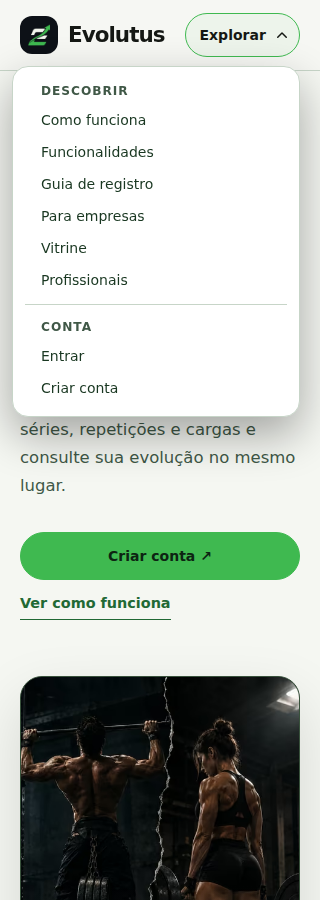 Evolutus
Explorar
DESCOBRIR
Como funciona
Funcionalidades
Guia de registro
Para empresas
Vitrine
Profissionais
CONTA
Entrar
Criar conta
séries, repetições e cargas e
consulte sua evolução no mesmo
lugar.
Criar conta ↗
Ver como funciona